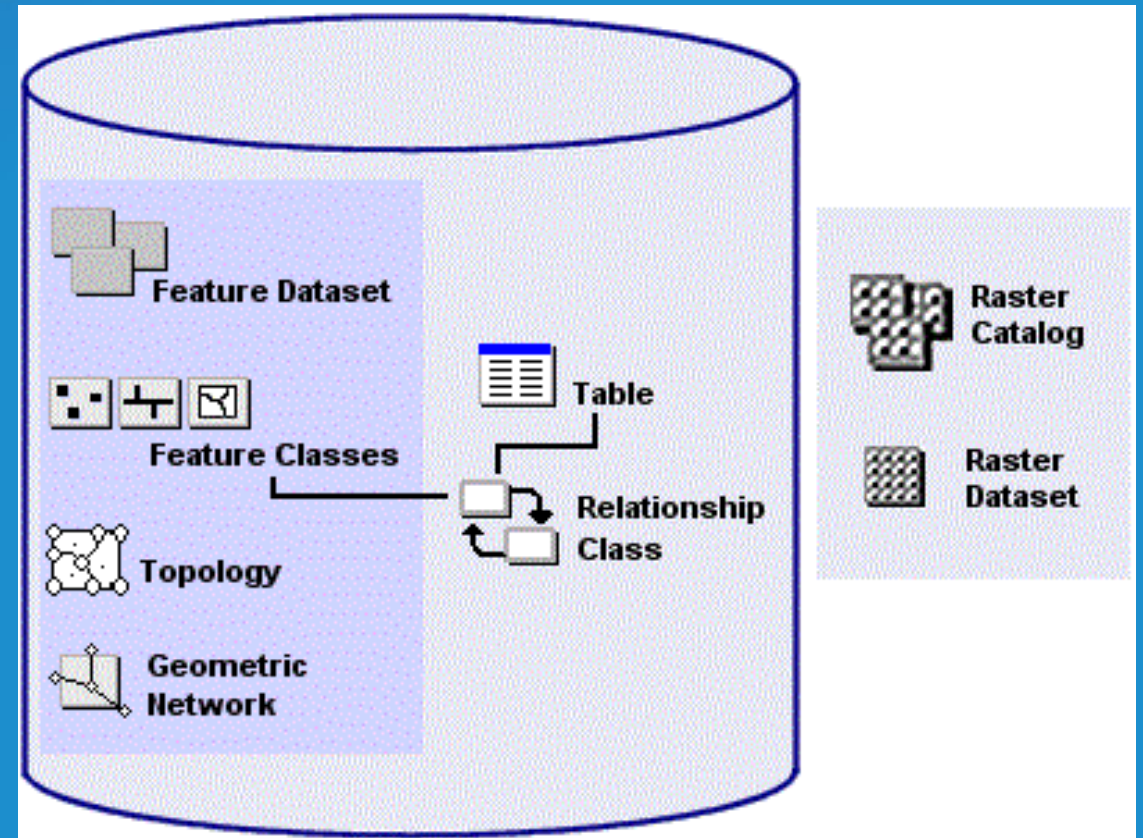 Feature Dataset
Feature Classes
Topology
Geometric
Network
Table
Relationship
Class
Raster
Catalog
Raster
Dataset